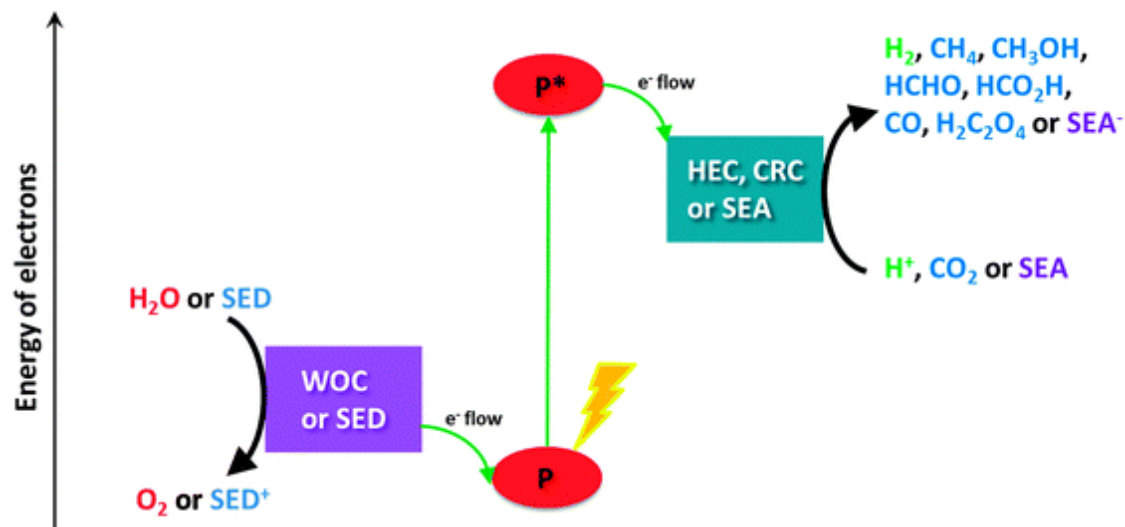 Energy of electrons
P*
e⁻ flow
H₂, CH₄, CH₃OH,
HCHO, HCO₂H,
CO, H₂C₂O₄ or SEA⁻
HEC, CRC
or SEA
H⁺, CO₂ or SEA
H₂O or SED
WOC
or SED
e⁻ flow
P
O₂ or SED⁺